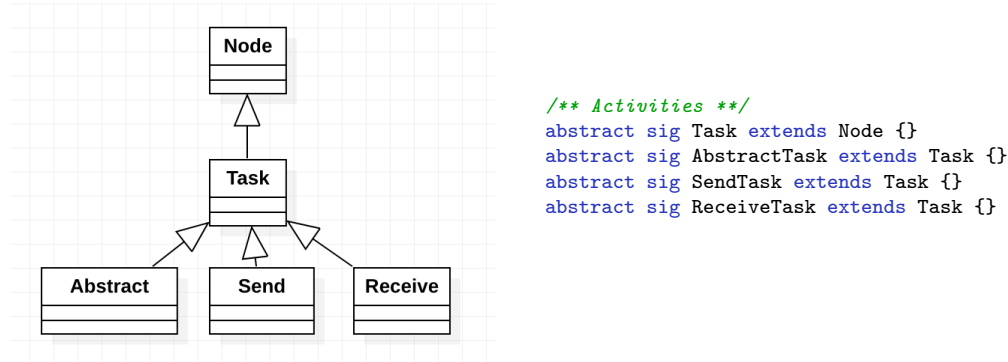 Node
Task
Abstract
Send
Receive
/** Activities **/
abstract sig Task extends Node {}
abstract sig AbstractTask extends Task {}
abstract sig SendTask extends Task {}
abstract sig ReceiveTask extends Task {}